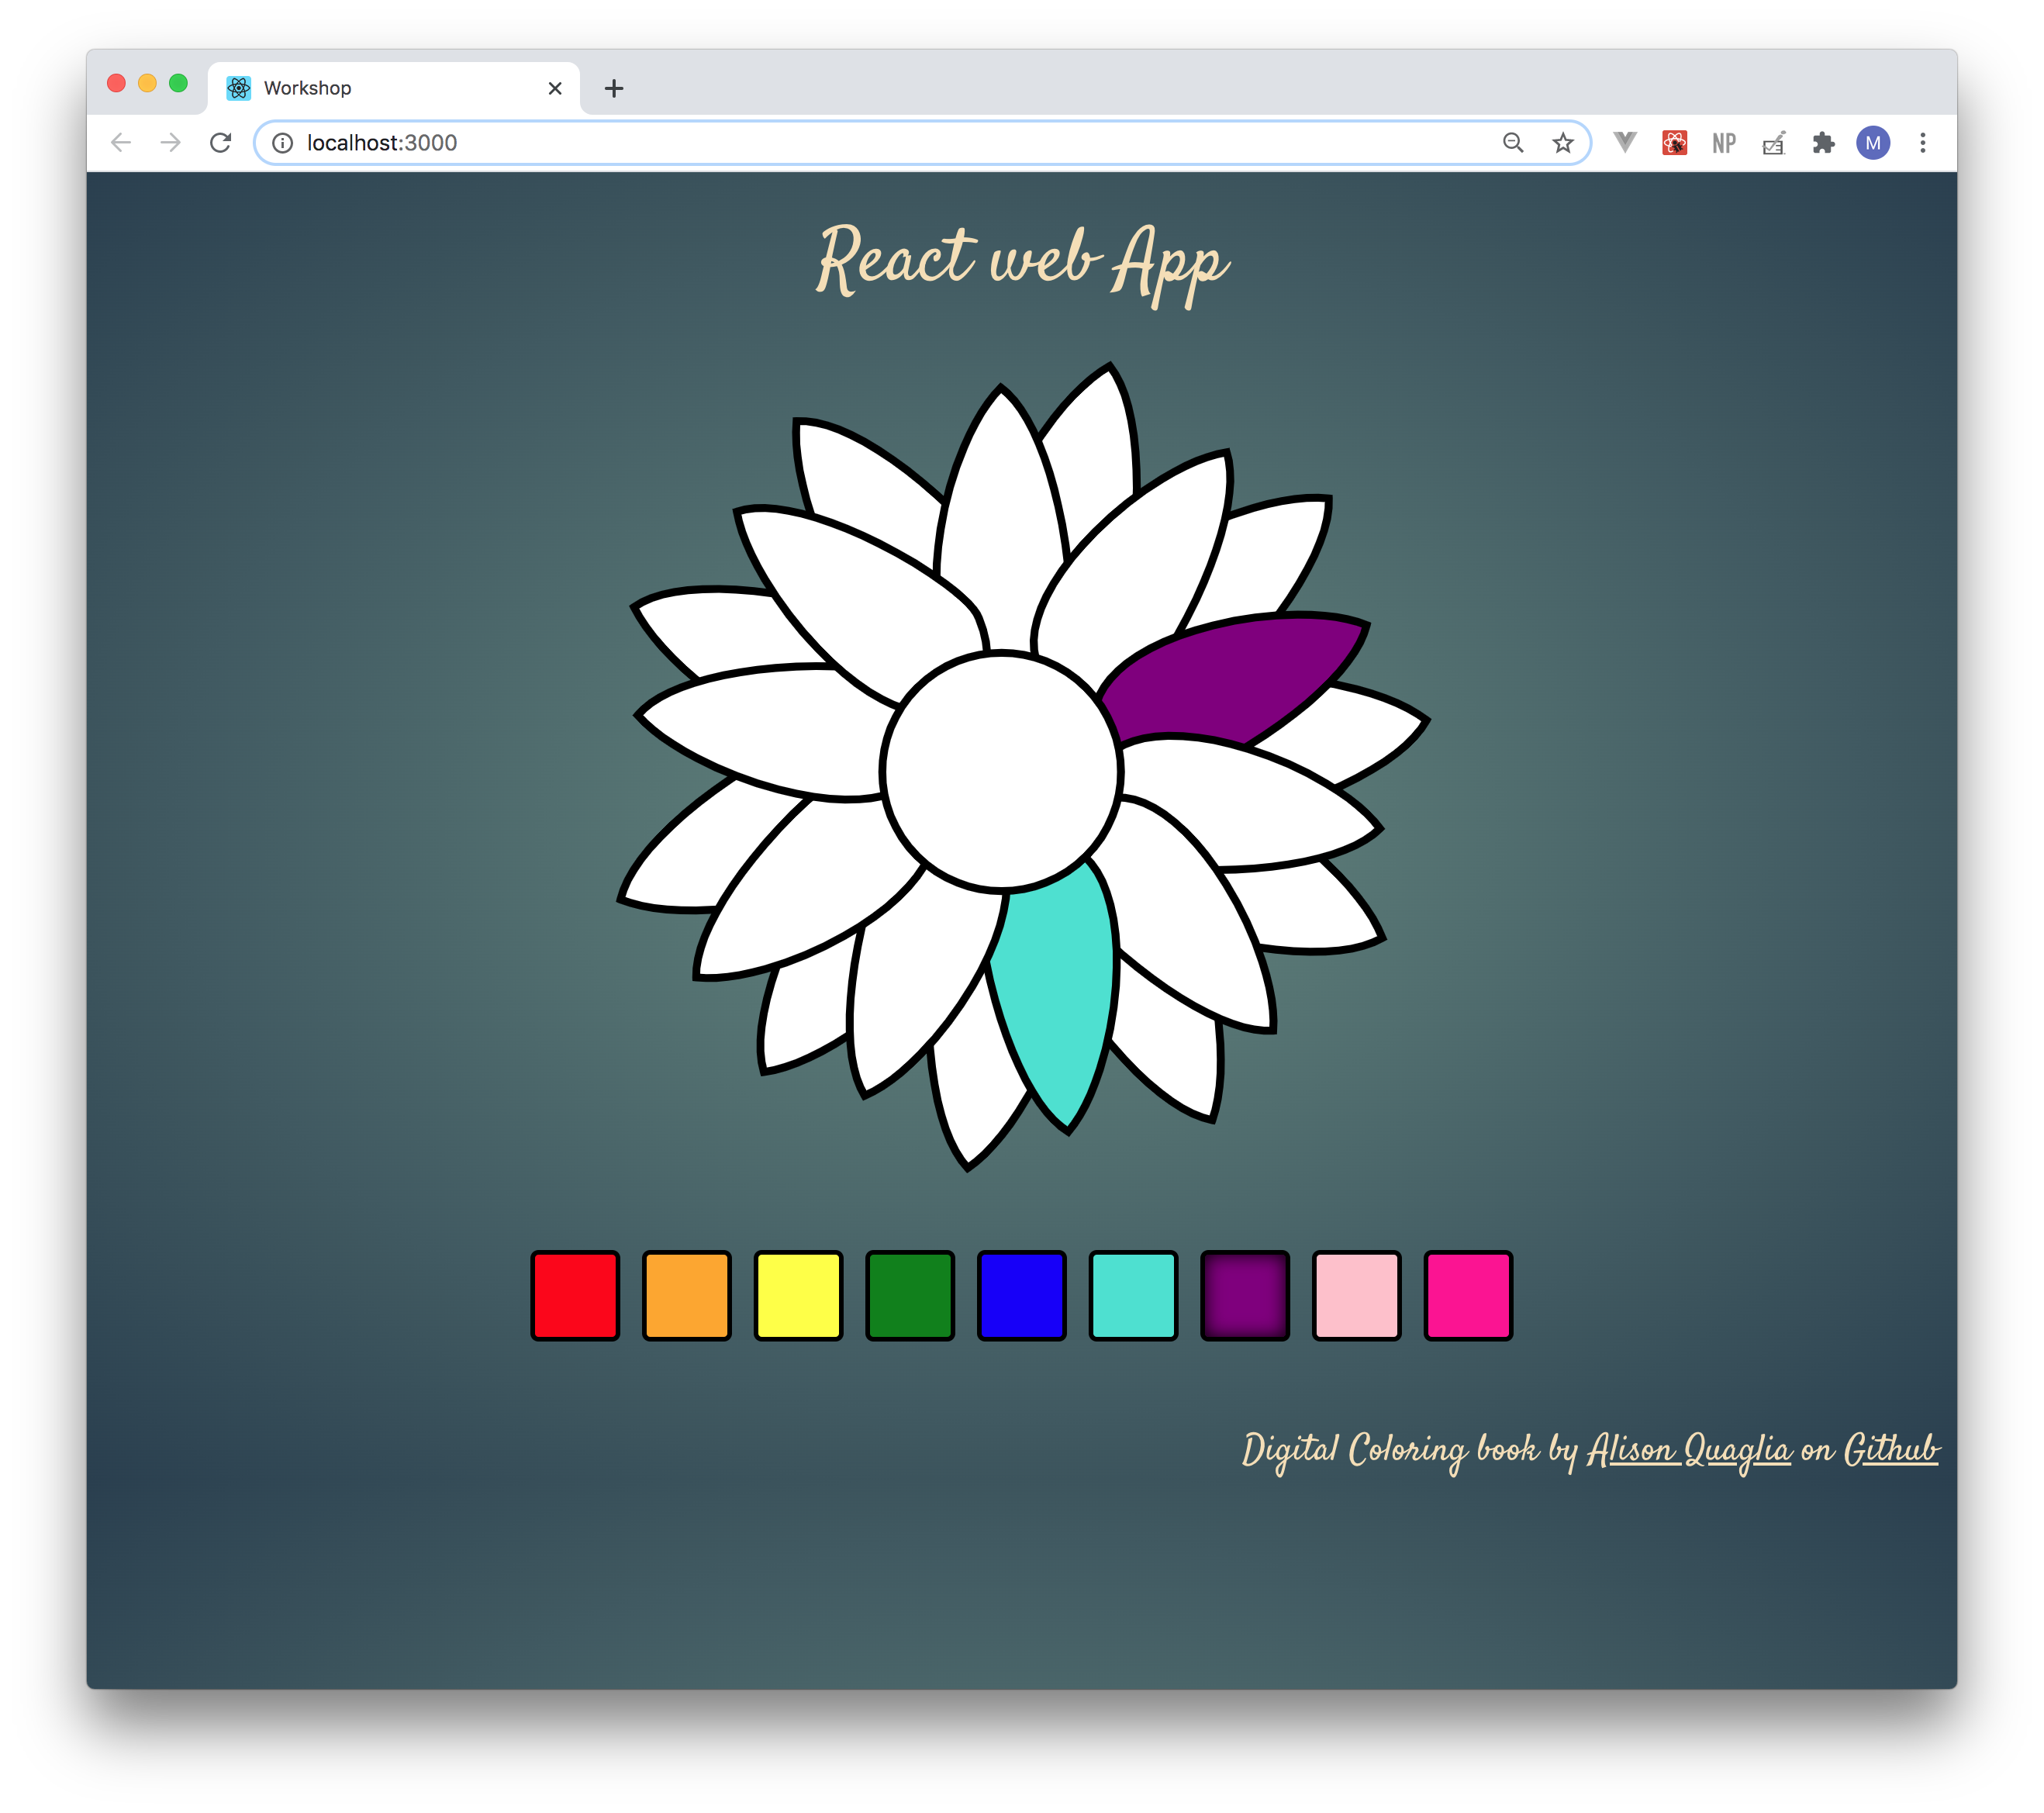 Workshop
localhost:3000
NP
M
React web App
Digital Coloring book by Alison Quaglia on Github